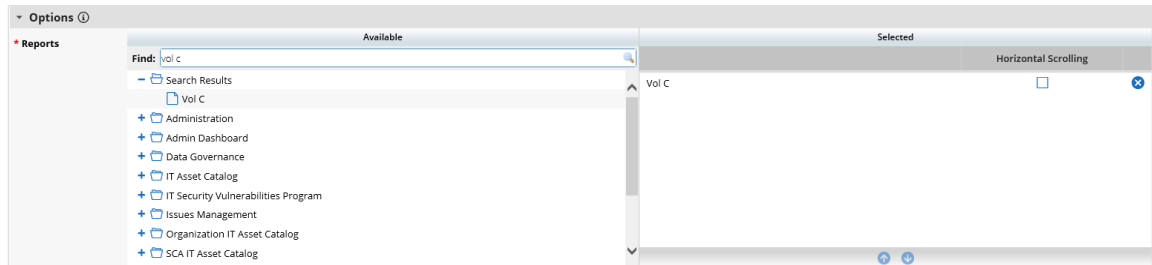 Options
* Reports
Available
Selected
Find: vol c
Horizontal Scrolling
Search Results
Vol C
Vol C
Administration
Admin Dashboard
Data Governance
IT Asset Catalog
IT Security Vulnerabilities Program
Issues Management
Organization IT Asset Catalog
SCA IT Asset Catalog